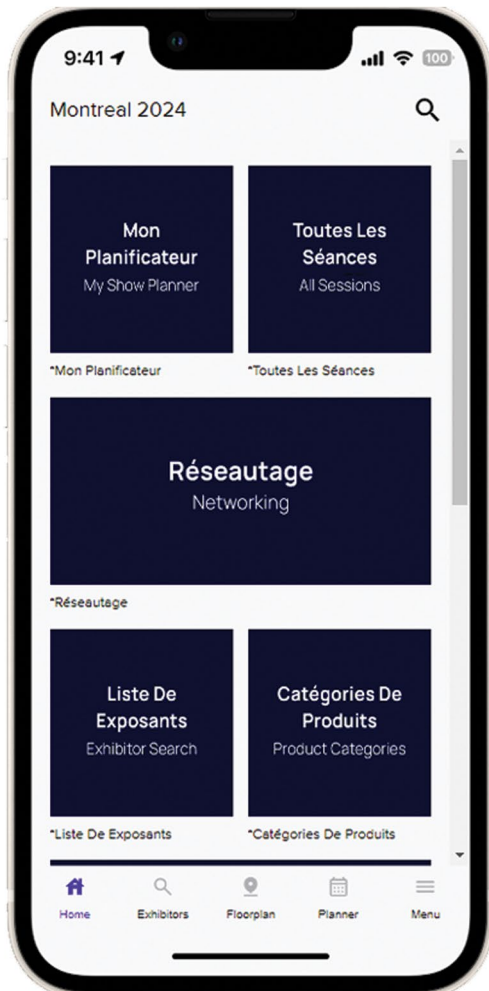 9:41
100
Montreal 2024
Mon
Planificateur
My Show Planner
Toutes Les
Séances
All Sessions
*Mon Planificateur
*Toutes Les Séances
Réseautage
Networking
*Réseautage
Liste De
Exposants
Exhibitor Search
Catégories De
Produits
Product Categories
*Liste De Exposants
*Catégories De Produits
Home
Exhibitors
Floorplan
Planner
Menu